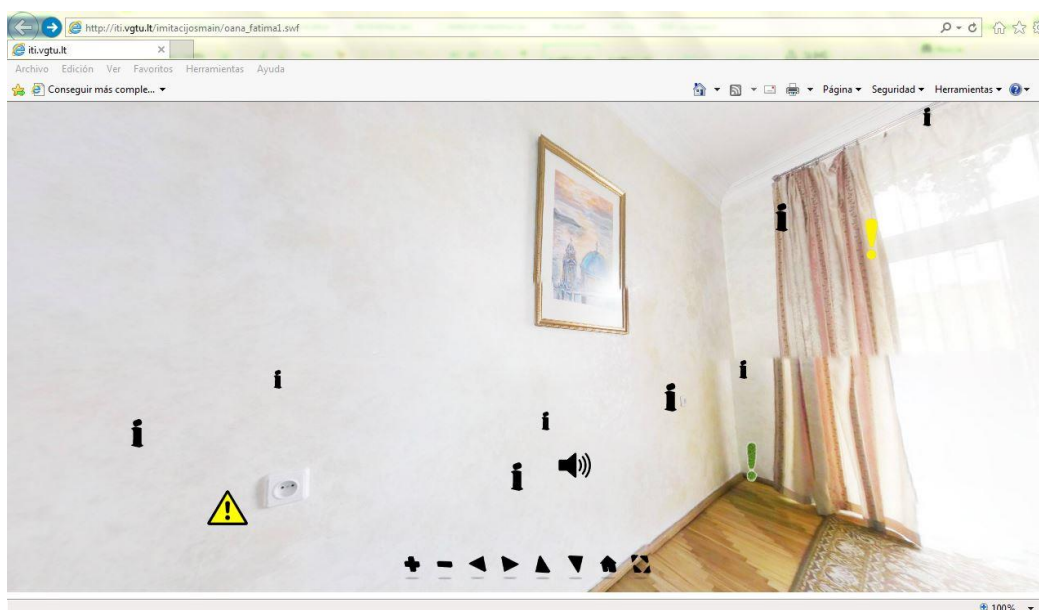 http://iti.vgtu.lt/imitacijosmain/oana_fatima1.swf
iti.vgtu.lt
Archivo Edición Ver Favoritos Herramientas Ayuda
Conseguir más comple...
Página Seguridad Herramientas
100%